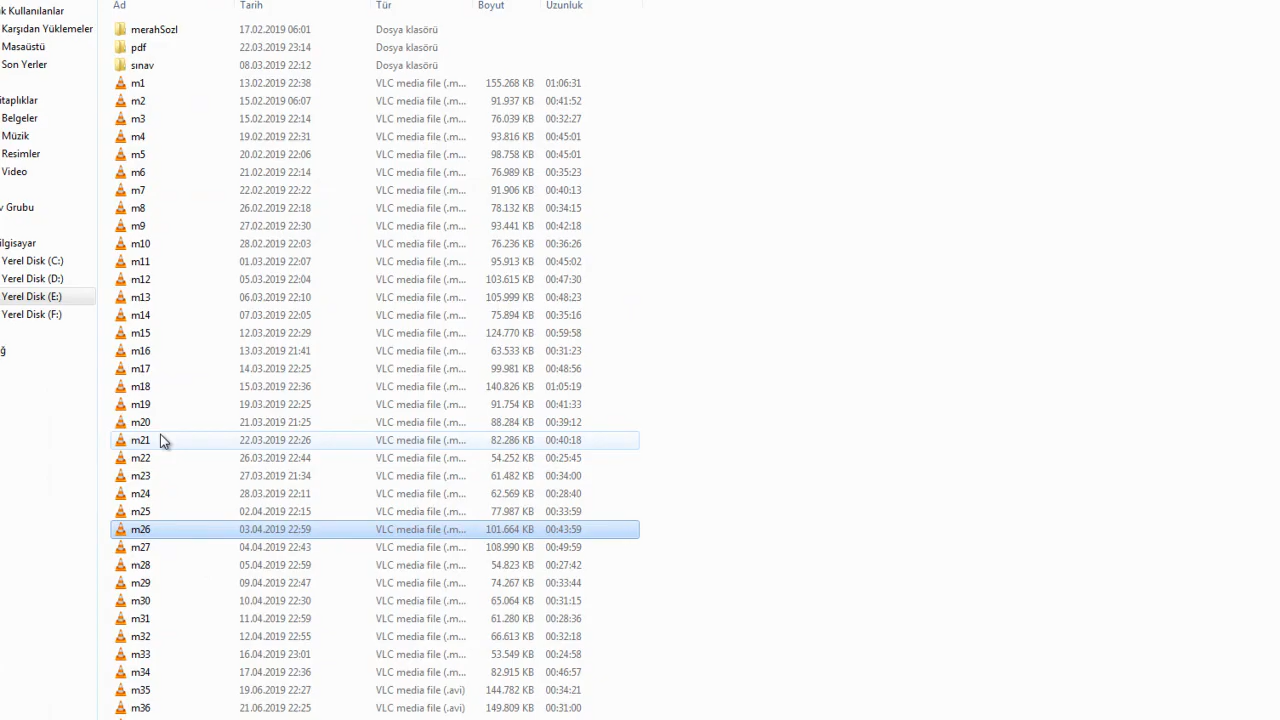 k Kullanılanlar
Karşıdan Yüklemeler
Masaüstü
Son Yerler
itaplıklar
Belgeler
Müzik
Resimler
Video
v Grubu
ilgisayar
Yerel Disk (C:)
Yerel Disk (D:)
Yerel Disk (E:)
Yerel Disk (F:)
ğ
Ad Tarih Tür Boyut Uzunluk
merahSozl 17.02.2019 06:01 Dosya klasörü
pdf 22.03.2019 23:14 Dosya klasörü
sınav 08.03.2019 22:12 Dosya klasörü
m1 13.02.2019 22:38 VLC media file (.m... 155.268 KB 01:06:31
m2 15.02.2019 06:07 VLC media file (.m... 91.937 KB 00:41:52
m3 15.02.2019 22:14 VLC media file (.m... 76.039 KB 00:32:27
m4 19.02.2019 22:31 VLC media file (.m... 93.816 KB 00:45:01
m5 20.02.2019 22:06 VLC media file (.m... 98.758 KB 00:45:01
m6 21.02.2019 22:14 VLC media file (.m... 76.989 KB 00:35:23
m7 22.02.2019 22:22 VLC media file (.m... 91.906 KB 00:40:13
m8 26.02.2019 22:18 VLC media file (.m... 78.132 KB 00:34:15
m9 27.02.2019 22:30 VLC media file (.m... 93.441 KB 00:42:18
m10 28.02.2019 22:03 VLC media file (.m... 76.236 KB 00:36:26
m11 01.03.2019 22:07 VLC media file (.m... 95.913 KB 00:45:02
m12 05.03.2019 22:04 VLC media file (.m... 103.615 KB 00:47:30
m13 06.03.2019 22:10 VLC media file (.m... 105.999 KB 00:48:23
m14 07.03.2019 22:05 VLC media file (.m... 75.894 KB 00:35:16
m15 12.03.2019 22:29 VLC media file (.m... 124.770 KB 00:59:58
m16 13.03.2019 21:41 VLC media file (.m... 63.533 KB 00:31:23
m17 14.03.2019 22:25 VLC media file (.m... 99.981 KB 00:48:56
m18 15.03.2019 22:36 VLC media file (.m... 140.826 KB 01:05:19
m19 19.03.2019 22:25 VLC media file (.m... 91.754 KB 00:41:33
m20 21.03.2019 21:25 VLC media file (.m... 88.284 KB 00:39:12
m21 22.03.2019 22:26 VLC media file (.m... 82.286 KB 00:40:18
m22 26.03.2019 22:44 VLC media file (.m... 54.252 KB 00:25:45
m23 27.03.2019 21:34 VLC media file (.m... 61.482 KB 00:34:00
m24 28.03.2019 22:11 VLC media file (.m... 62.569 KB 00:28:40
m25 02.04.2019 22:15 VLC media file (.m... 77.987 KB 00:33:59
m26 03.04.2019 22:59 VLC media file (.m... 101.664 KB 00:43:59
m27 04.04.2019 22:43 VLC media file (.m... 108.990 KB 00:49:59
m28 05.04.2019 22:59 VLC media file (.m... 54.823 KB 00:27:42
m29 09.04.2019 22:47 VLC media file (.m... 74.267 KB 00:33:44
m30 10.04.2019 22:30 VLC media file (.m... 65.064 KB 00:31:15
m31 11.04.2019 22:59 VLC media file (.m... 61.280 KB 00:28:36
m32 12.04.2019 22:55 VLC media file (.m... 66.613 KB 00:32:18
m33 16.04.2019 23:01 VLC media file (.m... 53.549 KB 00:24:58
m34 17.04.2019 22:36 VLC media file (.m... 82.915 KB 00:46:57
m35 19.06.2019 22:27 VLC media file (.avi) 144.782 KB 00:34:21
m36 21.06.2019 22:25 VLC media file (.avi) 149.809 KB 00:31:00